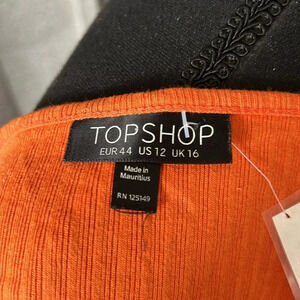 TOPSHOP
EUR 44 US 12 UK 16
Made in
Mauritius
RN 125149